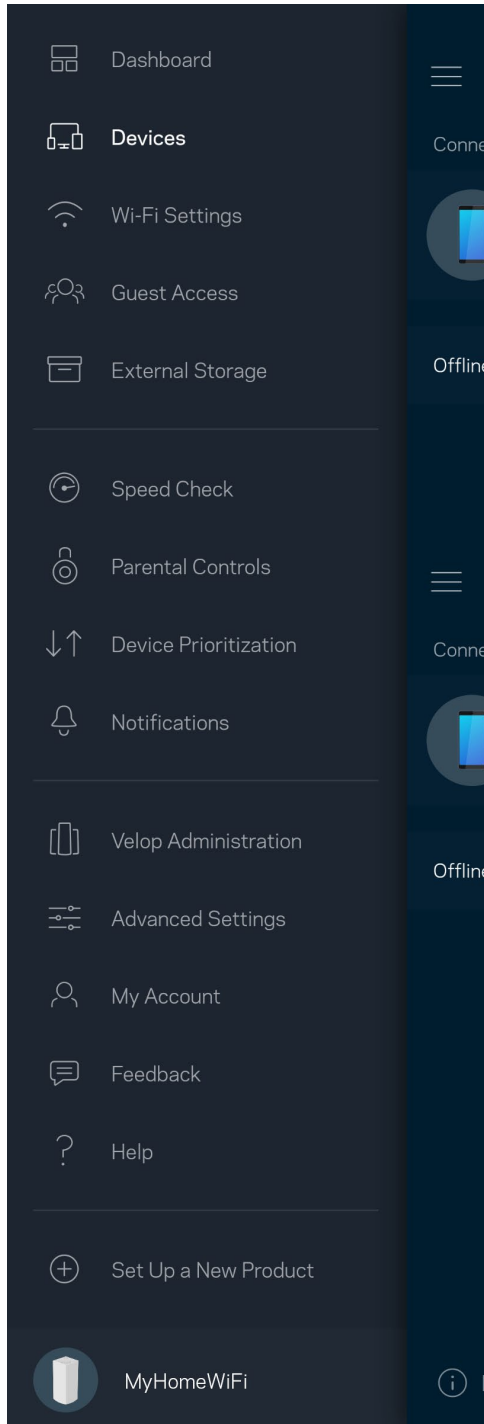 Dashboard
Devices
Wi-Fi Settings
Guest Access
External Storage
Speed Check
Parental Controls
Device Prioritization
Notifications
Velop Administration
Advanced Settings
My Account
Feedback
Help
Set Up a New Product
MyHomeWiFi